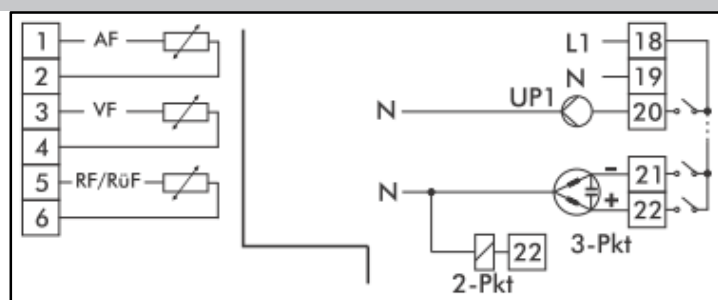 1 AF
2
3 VF
4
5 RF/RüF
6
L1 18
N 19
N UP1 20
- 21
N + 22
3-Pkt
22
2-Pkt